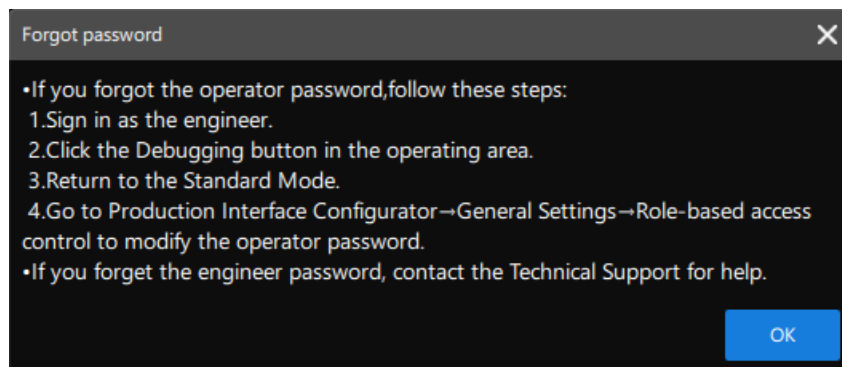 Forgot password
•If you forgot the operator password,follow these steps:
1.Sign in as the engineer.
2.Click the Debugging button in the operating area.
3.Return to the Standard Mode.
4.Go to Production Interface Configurator→General Settings→Role-based access
control to modify the operator password.
•If you forget the engineer password, contact the Technical Support for help.
OK